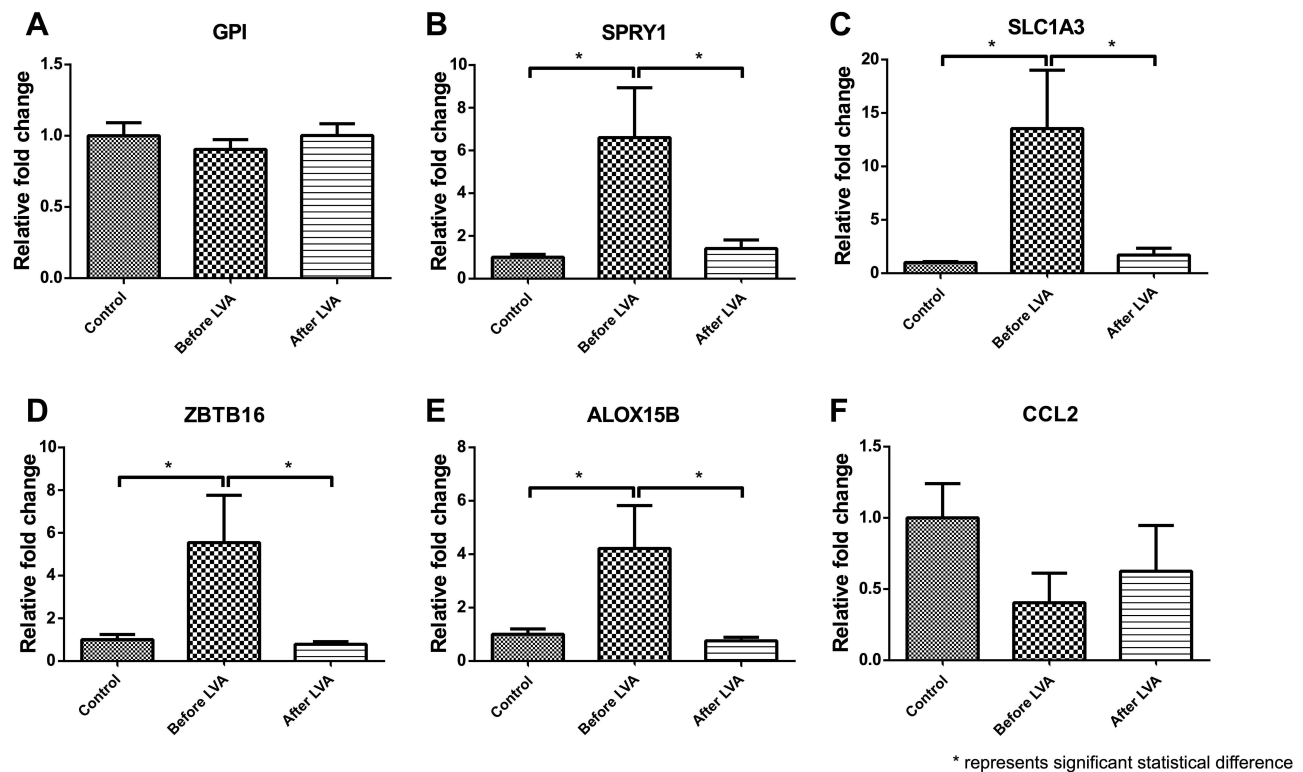 A
GPI
Relative fold change
1.5
1.0
0.5
0.0
Control
Before LVA
After LVA
B
SPRY1
*
*
Relative fold change
10
8
6
4
2
0
Control
Before LVA
After LVA
C
SLC1A3
*
*
Relative fold change
20
15
10
5
0
Control
Before LVA
After LVA
D
ZBTB16
*
*
Relative fold change
10
8
6
4
2
0
Control
Before LVA
After LVA
E
ALOX15B
*
*
Relative fold change
8
6
4
2
0
Control
Before LVA
After LVA
F
CCL2
Relative fold change
1.5
1.0
0.5
0.0
Control
Before LVA
After LVA
* represents significant statistical difference